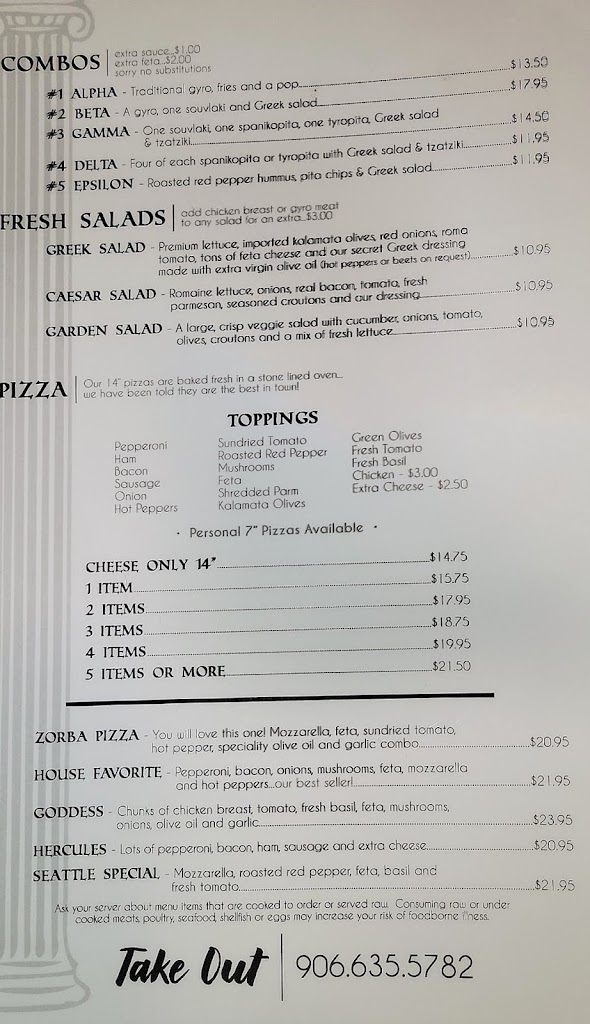 COMBOS
extra sauce...$1.00
extra feta...$2.00
sorry no substitutions
#1 ALPHA - Traditional gyro, fries and a pop...$13.50
#2 BETA - A gyro, one souvlaki and Greek salad...$17.95
#3 GAMMA - One souvlaki, one spanikopita, one tyropita, Greek salad
& tzatziki...$14.50
#4 DELTA - Four of each spanikopita or tyropita with Greek salad & tzatziki...$11.95
#5 EPSILON - Roasted red pepper hummus, pita chips & Greek salad...$11.95
FRESH SALADS
add chicken breast or gyro meat
to any salad for an extra...$3.00
GREEK SALAD - Premium lettuce, imported kalamata olives, red onions, roma
tomato, tons of feta cheese and our secret Greek dressing
made with extra virgin olive oil (hot peppers or beets on request)...$10.95
CAESAR SALAD - Romaine lettuce, onions, real bacon, tomato, fresh
parmesan, seasoned croutons and our dressing...$10.95
GARDEN SALAD - A large, crisp veggie salad with cucumber, onions, tomato,
olives, croutons and a mix of fresh lettuce...$10.95
PIZZA
Our 14" pizzas are baked fresh in a stone lined oven...
we have been told they are the best in town!
TOPPINGS
Pepperoni
Ham
Bacon
Sausage
Onion
Hot Peppers
Sundried Tomato
Roasted Red Pepper
Mushrooms
Feta
Shredded Parm
Kalamata Olives
Green Olives
Fresh Tomato
Fresh Basil
Chicken - $3.00
Extra Cheese - $2.50
· Personal 7" Pizzas Available ·
CHEESE ONLY 14"...$14.75
1 ITEM...$15.75
2 ITEMS...$17.95
3 ITEMS...$18.75
4 ITEMS...$19.95
5 ITEMS OR MORE...$21.50
ZORBA PIZZA - You will love this one! Mozzarella, feta, sundried tomato,
hot pepper, speciality olive oil and garlic combo...$20.95
HOUSE FAVORITE - Pepperoni, bacon, onions, mushrooms, feta, mozzarella
and hot peppers...our best seller!...$21.95
GODDESS - Chunks of chicken breast, tomato, fresh basil, feta, mushrooms,
onions, olive oil and garlic...$23.95
HERCULES - Lots of pepperoni, bacon, ham, sausage and extra cheese...$20.95
SEATTLE SPECIAL - Mozzarella, roasted red pepper, feta, basil and
fresh tomato...$21.95
Ask your server about menu items that are cooked to order or served raw. Consuming raw or under
cooked meats, poultry, seafood, shellfish or eggs may increase your risk of foodborne illness.
Take Out
906.635.5782